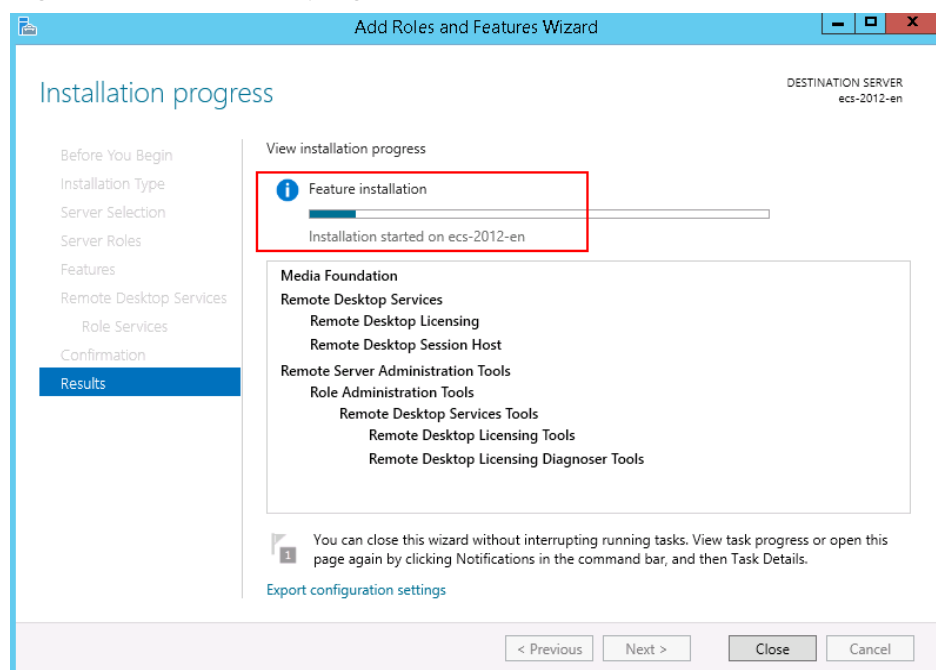 Add Roles and Features Wizard
Installation progress
DESTINATION SERVER
ecs-2012-en
Before You Begin
Installation Type
Server Selection
Server Roles
Features
Remote Desktop Services
Role Services
Confirmation
Results
View installation progress
Feature installation
Installation started on ecs-2012-en
Media Foundation
Remote Desktop Services
Remote Desktop Licensing
Remote Desktop Session Host
Remote Server Administration Tools
Role Administration Tools
Remote Desktop Services Tools
Remote Desktop Licensing Tools
Remote Desktop Licensing Diagnoser Tools
1
You can close this wizard without interrupting running tasks. View task progress or open this
page again by clicking Notifications in the command bar, and then Task Details.
Export configuration settings
< Previous
Next >
Close
Cancel